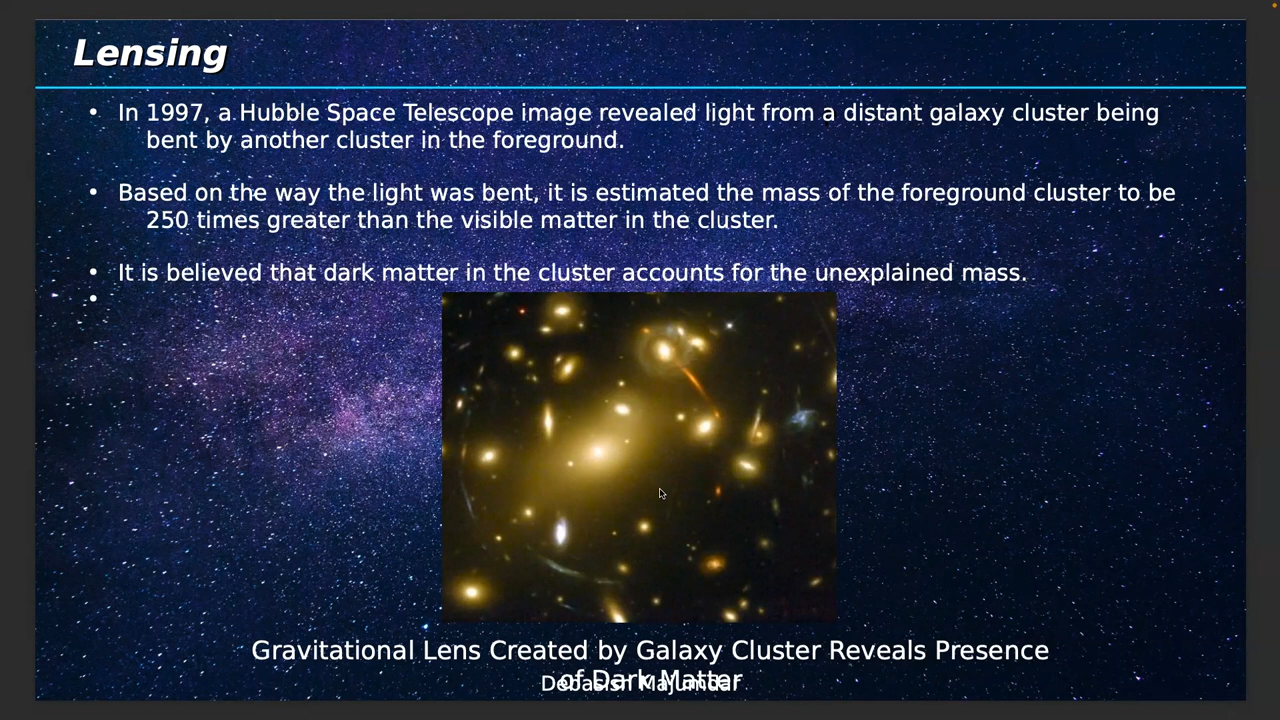 Lensing
• In 1997, a Hubble Space Telescope image revealed light from a distant galaxy cluster being
bent by another cluster in the foreground.
• Based on the way the light was bent, it is estimated the mass of the foreground cluster to be
250 times greater than the visible matter in the cluster.
• It is believed that dark matter in the cluster accounts for the unexplained mass.
•
Gravitational Lens Created by Galaxy Cluster Reveals Presence
of Dark Matter
Debasish Majumdar